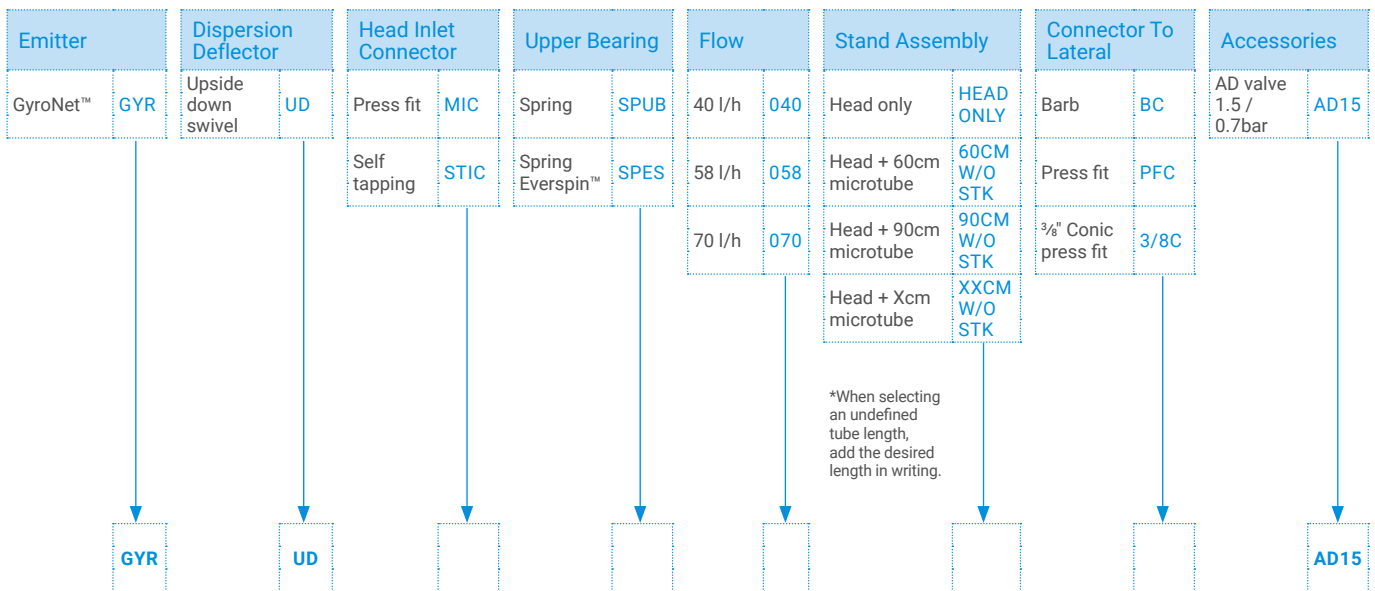 Emitter
GyroNet™ GYR
Dispersion
Deflector
Upside
down
swivel
UD
Head Inlet
Connector
Press fit MIC
Self
tapping
STIC
Upper Bearing
Spring SPUB
Spring
Everspin™
SPES
Flow
40 l/h 040
58 l/h 058
70 l/h 070
Stand Assembly
Head only
HEAD
ONLY
Head + 60cm
microtube
60CM
W/O
STK
Head + 90cm
microtube
90CM
W/O
STK
Head + Xcm
microtube
XXCM
W/O
STK
*When selecting
an undefined
tube length,
add the desired
length in writing.
Connector To
Lateral
Barb BC
Press fit PFC
⅜" Conic
press fit
3/8C
Accessories
AD valve
1.5 /
0.7bar
AD15
GYR UD AD15